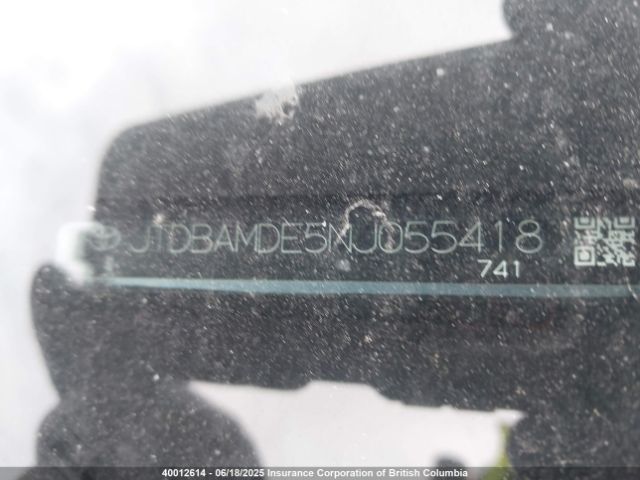 JTDBAMDE5NJ055418
741
40012614 - 06/18/2025 Insurance Corporation of British Columbia